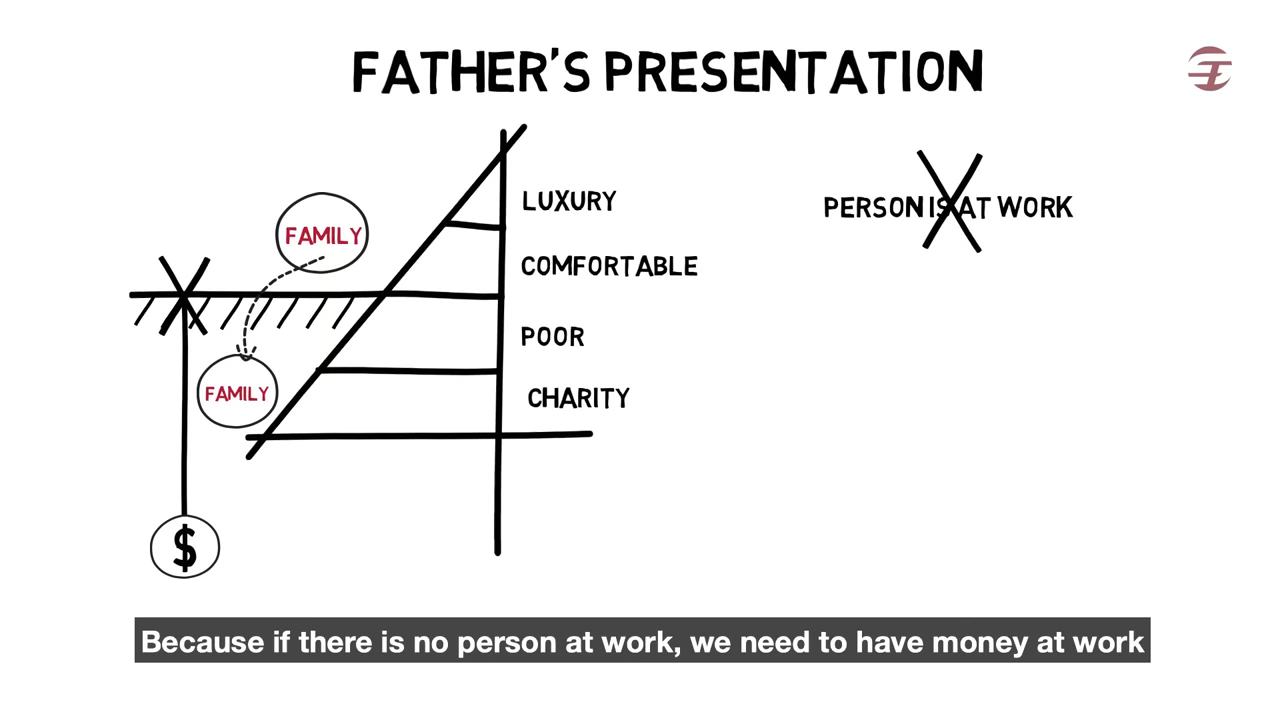 FATHER'S PRESENTATION
LUXURY
PERSON IS AT WORK
FAMILY
COMFORTABLE
POOR
FAMILY
CHARITY
$
Because if there is no person at work, we need to have money at work